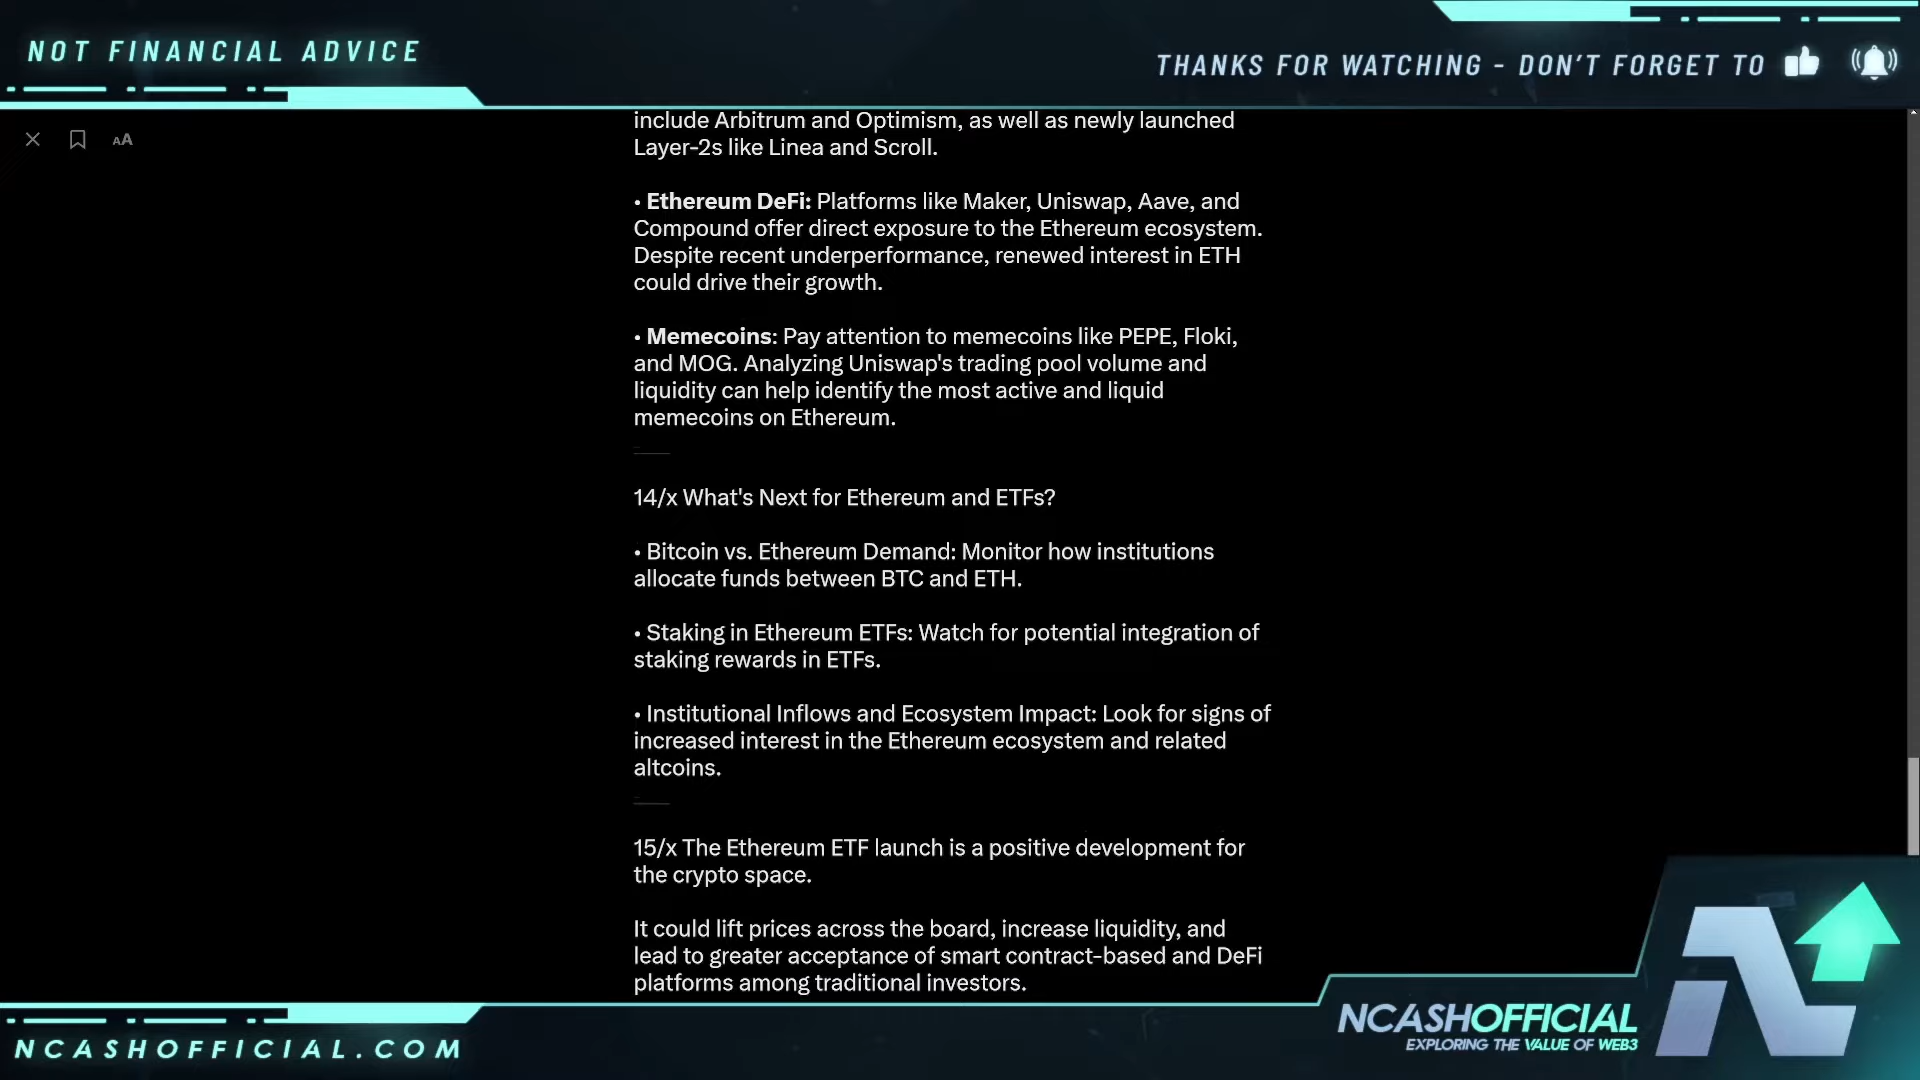 NOT FINANCIAL ADVICE
THANKS FOR WATCHING - DON'T FORGET TO
AA
include Arbitrum and Optimism, as well as newly launched
Layer-2s like Linea and Scroll.
• Ethereum DeFi: Platforms like Maker, Uniswap, Aave, and
Compound offer direct exposure to the Ethereum ecosystem.
Despite recent underperformance, renewed interest in ETH
could drive their growth.
• Memecoins: Pay attention to memecoins like PEPE, Floki,
and MOG. Analyzing Uniswap's trading pool volume and
liquidity can help identify the most active and liquid
memecoins on Ethereum.
14/x What's Next for Ethereum and ETFs?
• Bitcoin vs. Ethereum Demand: Monitor how institutions
allocate funds between BTC and ETH.
• Staking in Ethereum ETFs: Watch for potential integration of
staking rewards in ETFs.
• Institutional Inflows and Ecosystem Impact: Look for signs of
increased interest in the Ethereum ecosystem and related
altcoins.
15/x The Ethereum ETF launch is a positive development for
the crypto space.
It could lift prices across the board, increase liquidity, and
lead to greater acceptance of smart contract-based and DeFi
platforms among traditional investors.
NCASHOFFICIAL.COM
NCASHOFFICIAL
EXPLORING THE VALUE OF WEB3